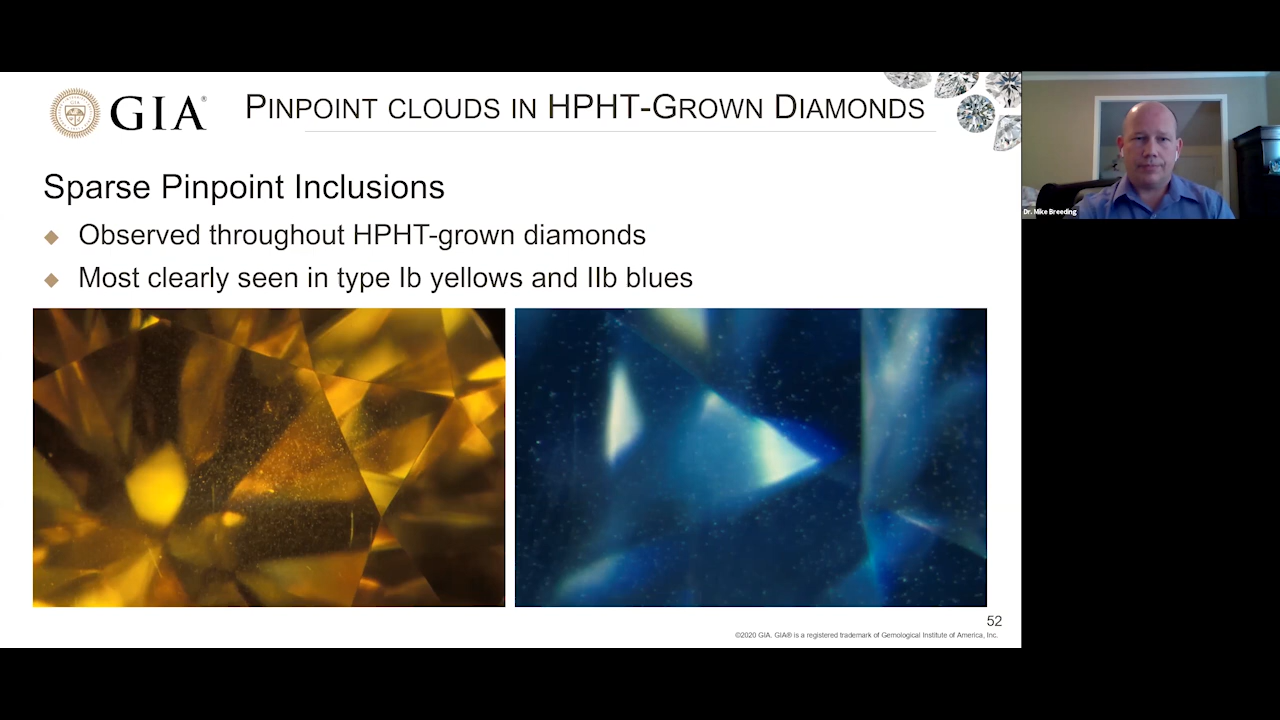 GIA®
PINPOINT CLOUDS IN HPHT-GROWN DIAMONDS
Sparse Pinpoint Inclusions
◆ Observed throughout HPHT-grown diamonds
◆ Most clearly seen in type Ib yellows and IIb blues
52
©2020 GIA. GIA® is a registered trademark of Gemological Institute of America, Inc.
Dr. Mike Breeding